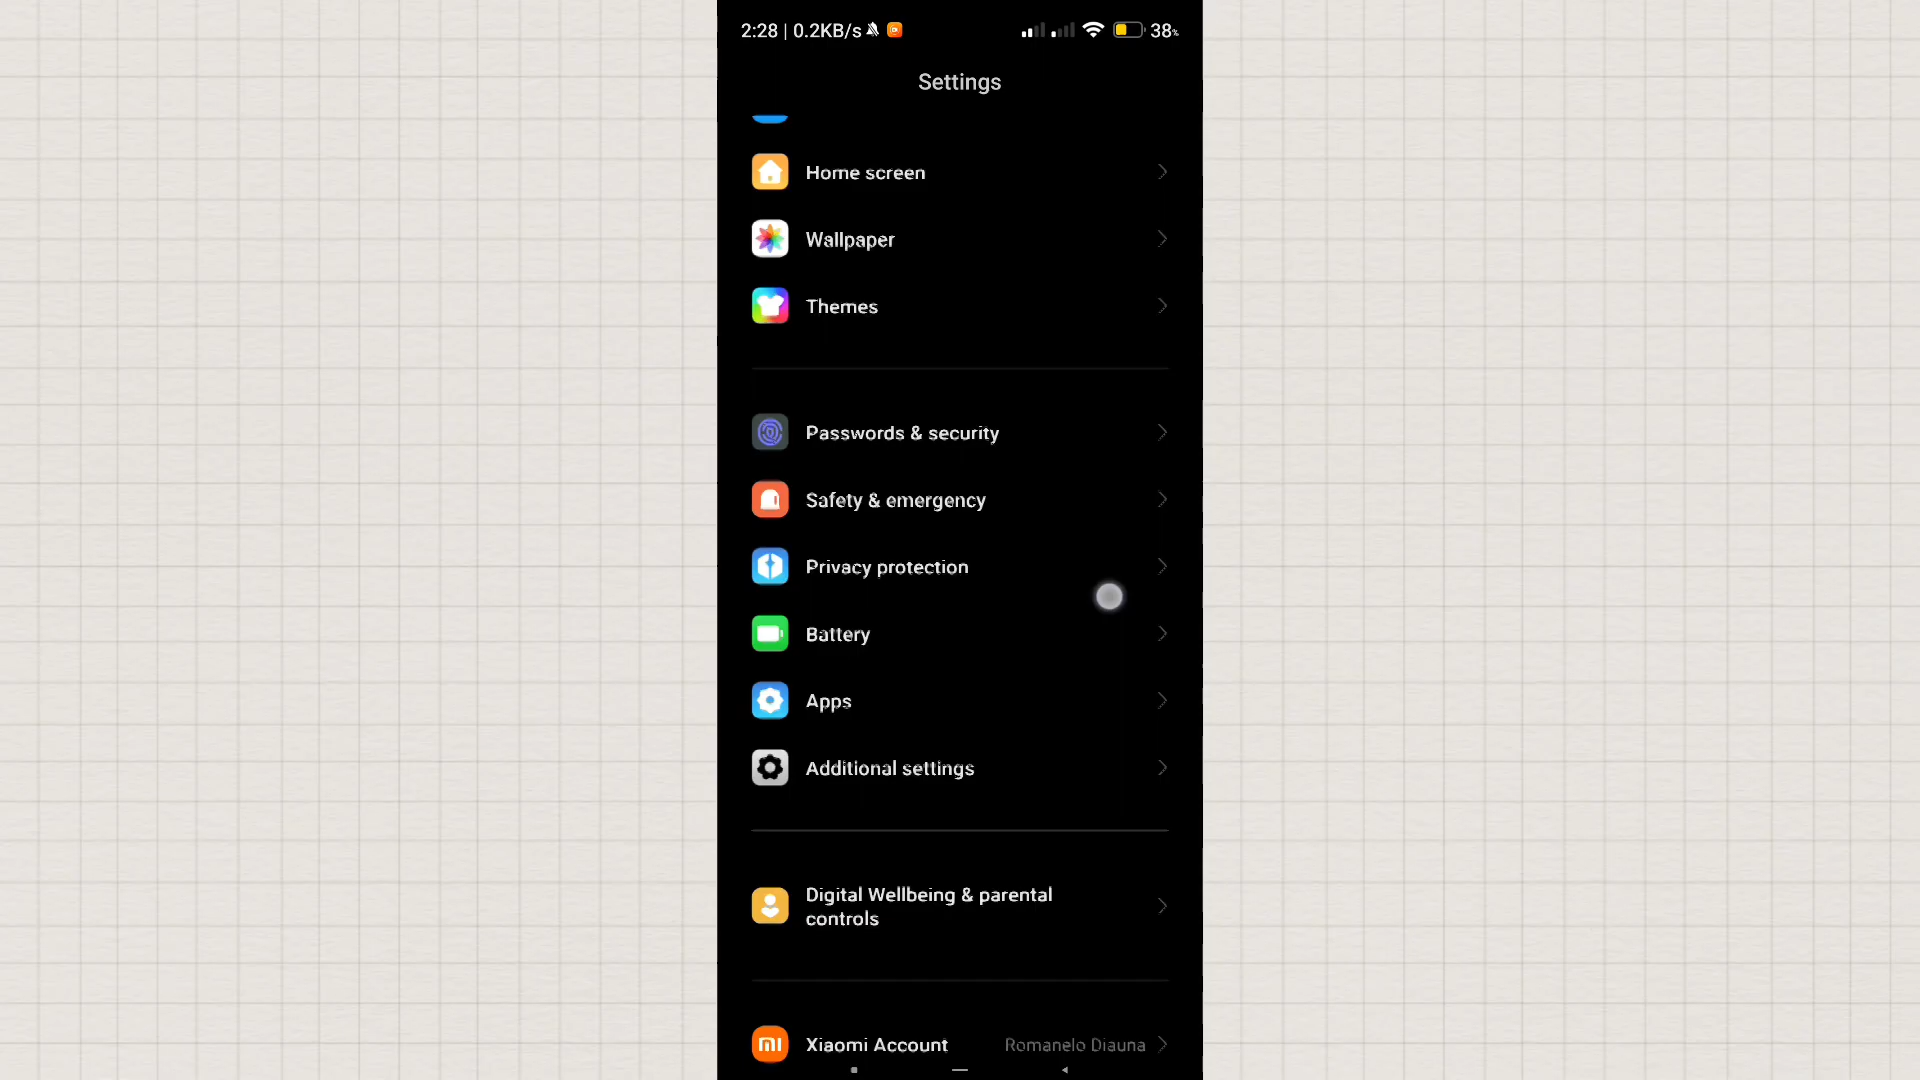 2:28 | 0.2KB/s 38%
Settings
Home screen
Wallpaper
Themes
Passwords & security
Safety & emergency
Privacy protection
Battery
Apps
Additional settings
Digital Wellbeing & parental
controls
mi Xiaomi Account Romanelo Diauna